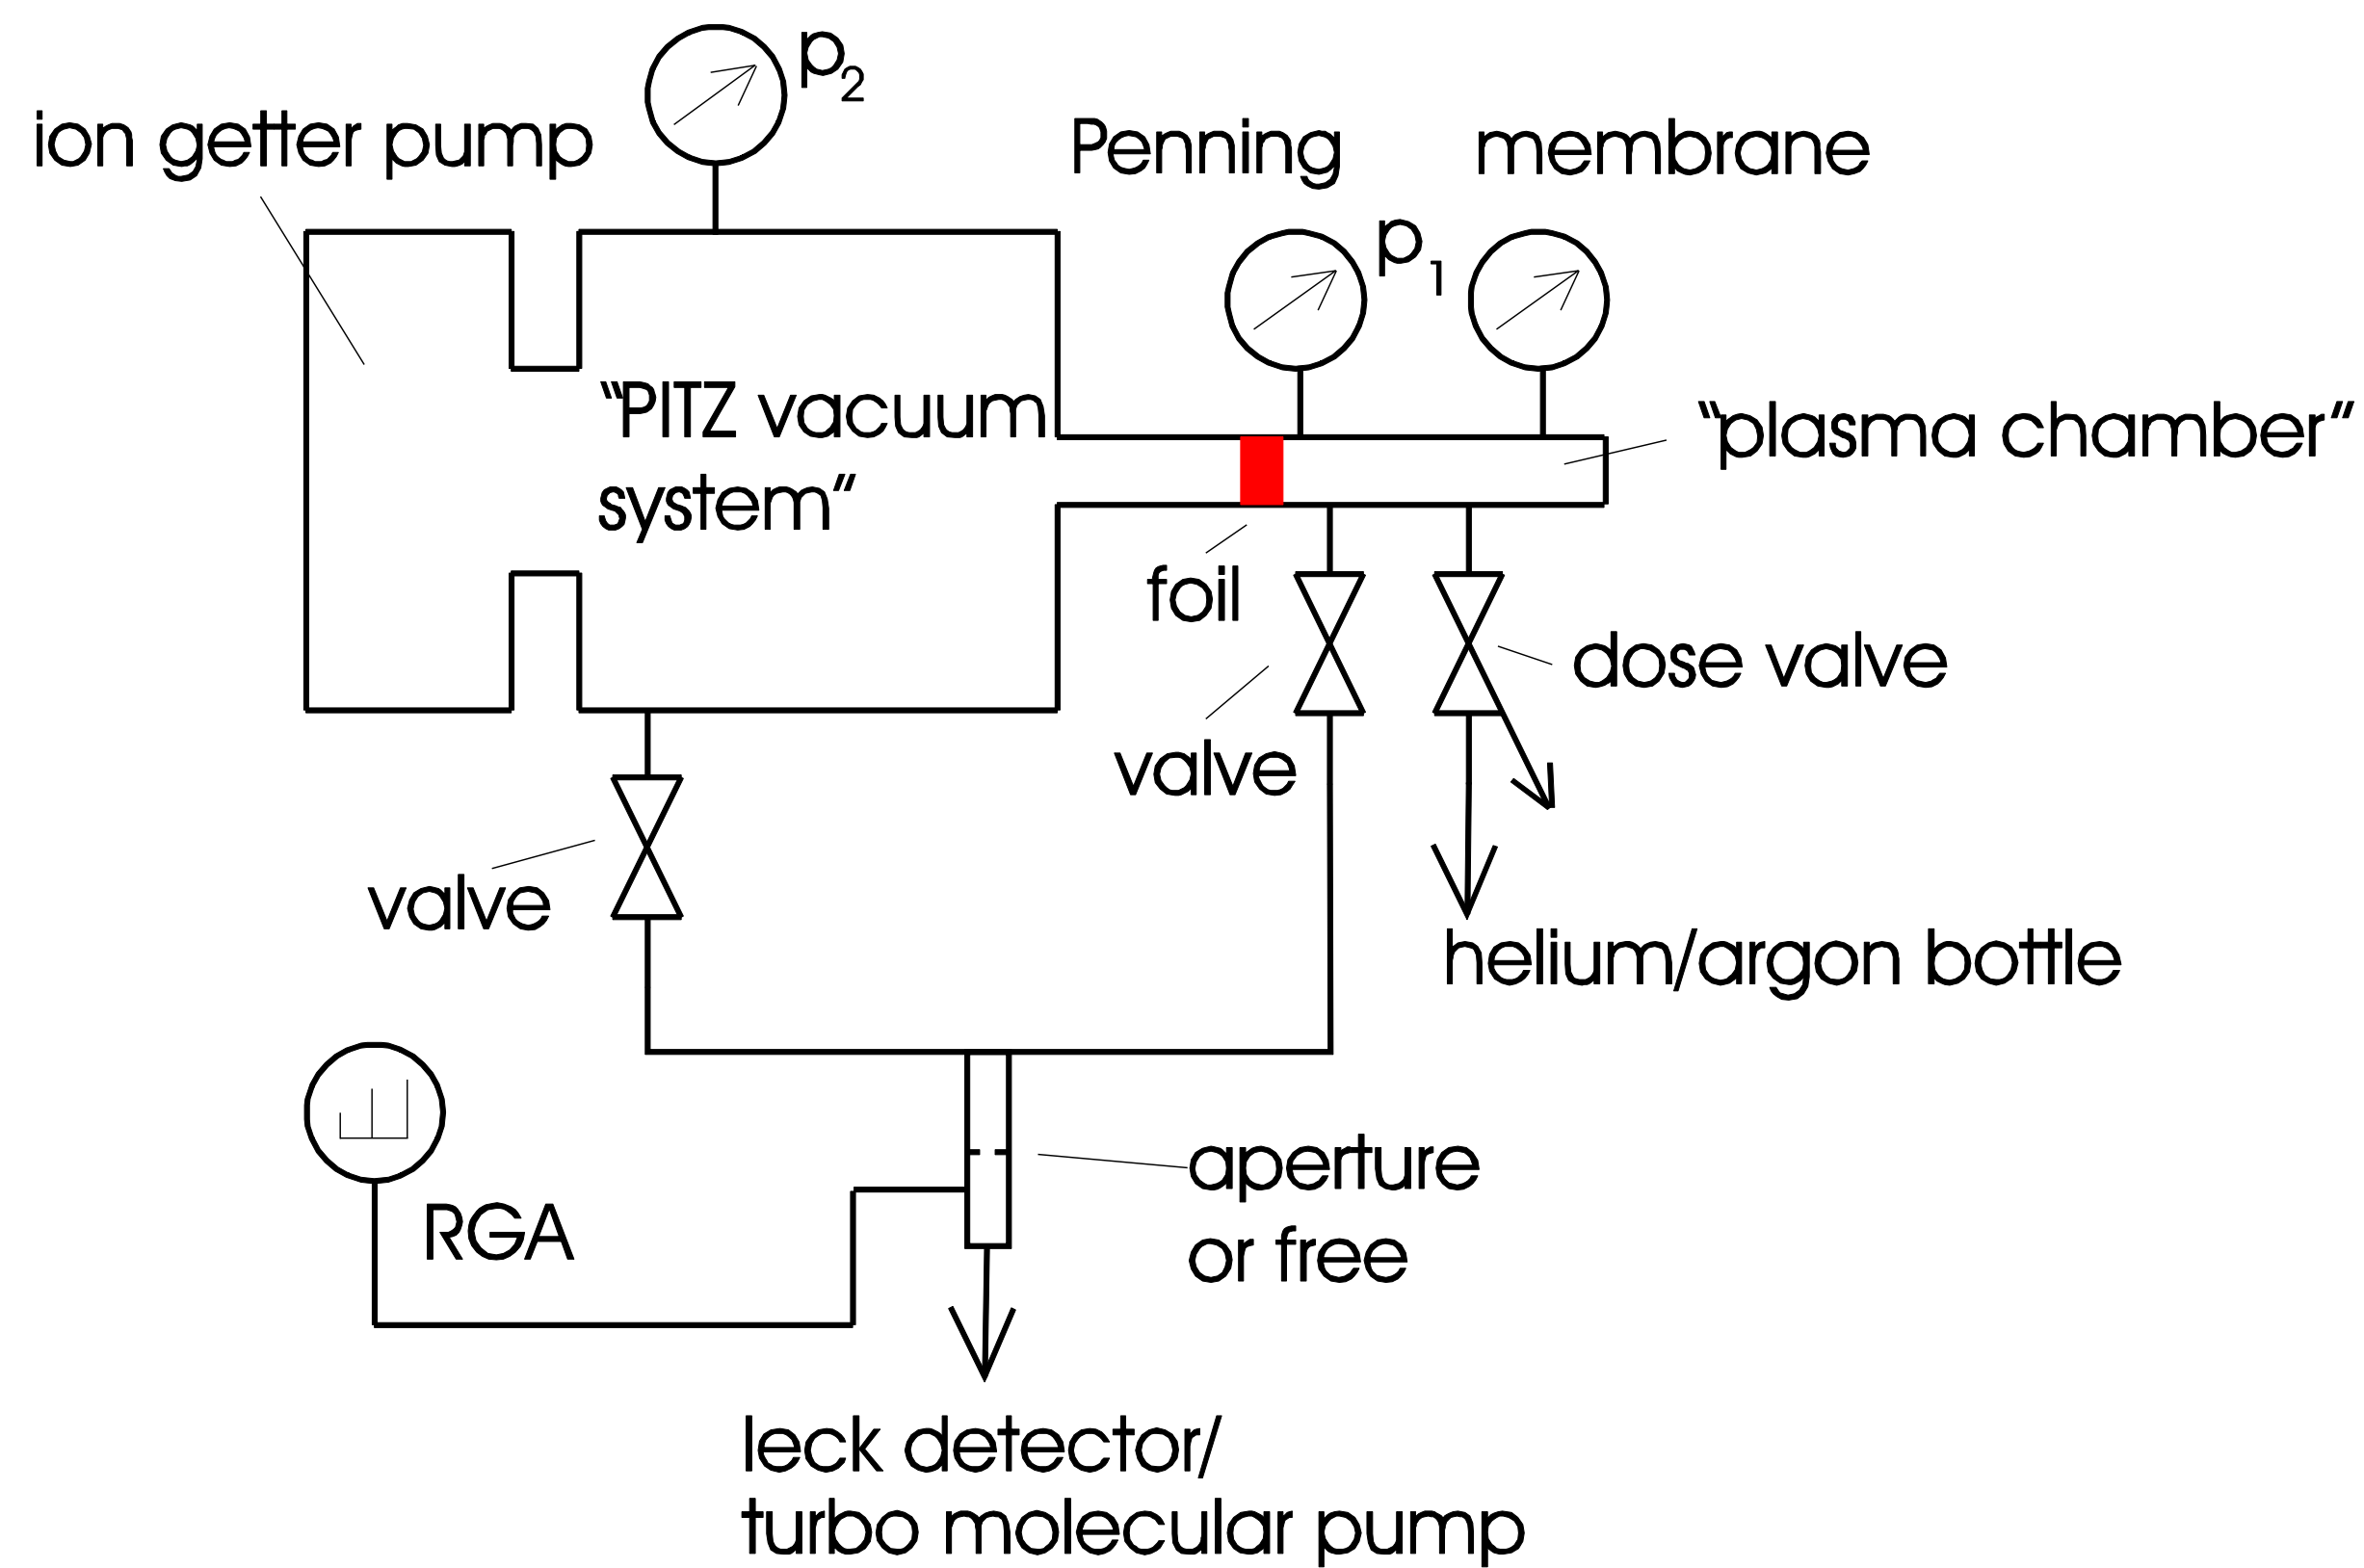 p2
ion getter pump
Penning
membrane
p1
“PITZ vacuum
system“
“plasma chamber“
foil
dose valve
valve
valve
helium/argon bottle
aperture
or free
RGA
leck detector/
turbo molecular pump